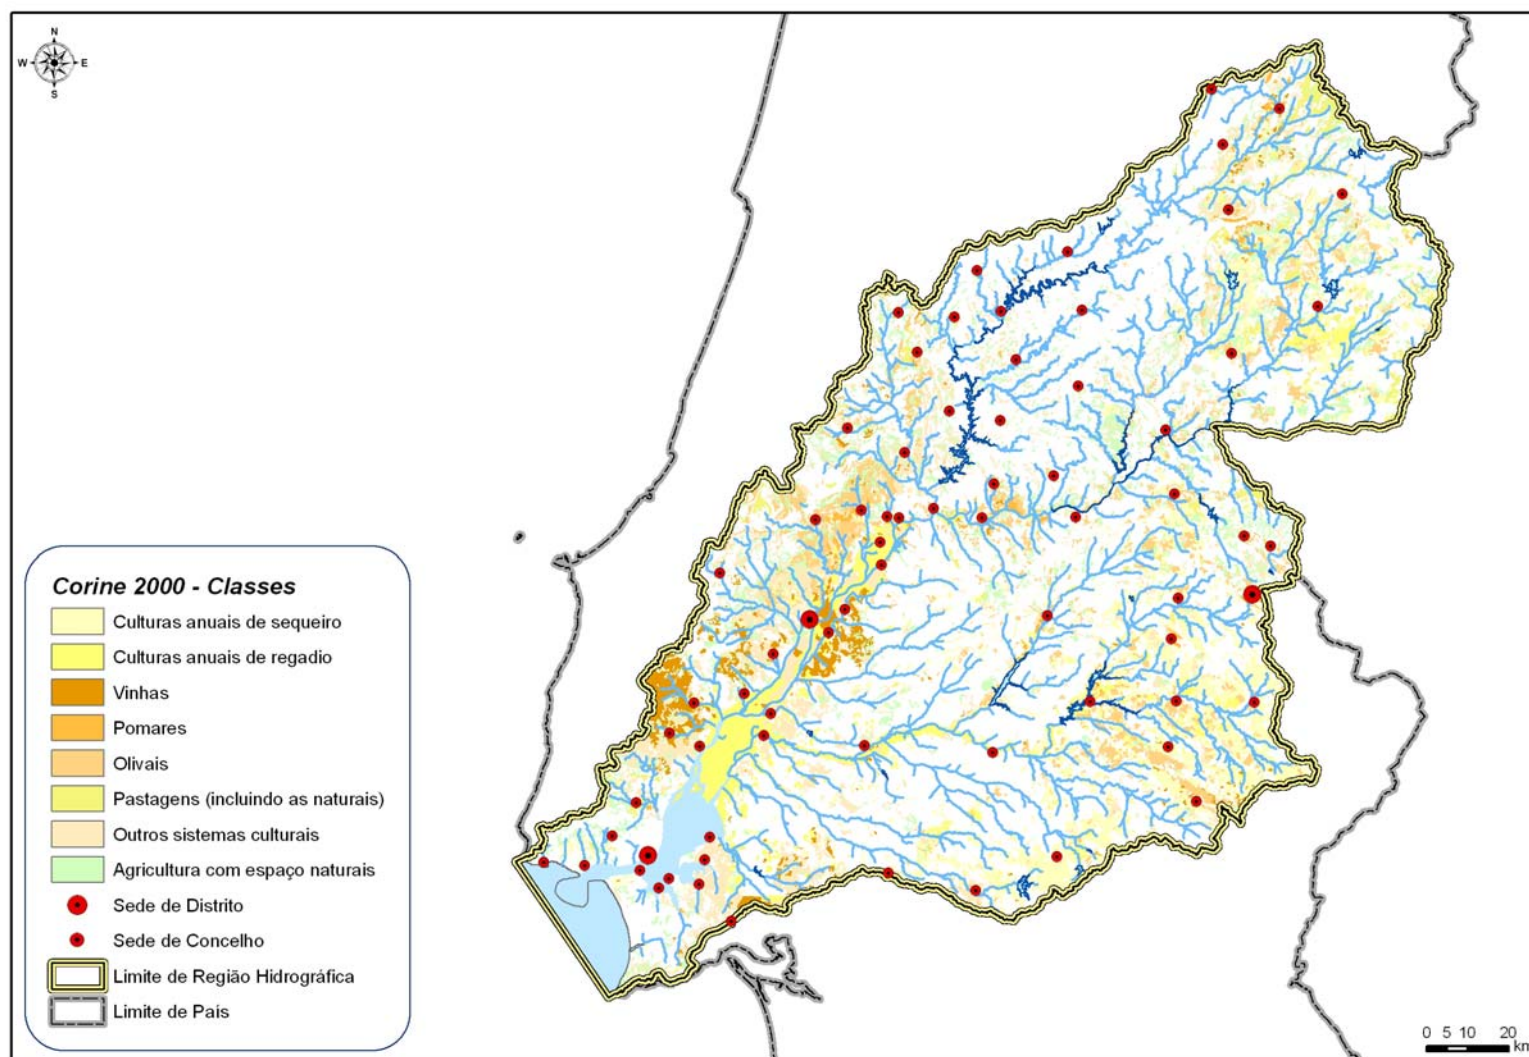 N
W E
S
Corine 2000 - Classes
Culturas anuais de sequeiro
Culturas anuais de regadio
Vinhas
Pomares
Olivais
Pastagens (incluindo as naturais)
Outros sistemas culturais
Agricultura com espaço naturais
Sede de Distrito
Sede de Concelho
Limite de Região Hidrográfica
Limite de País
0 5 10 20
km